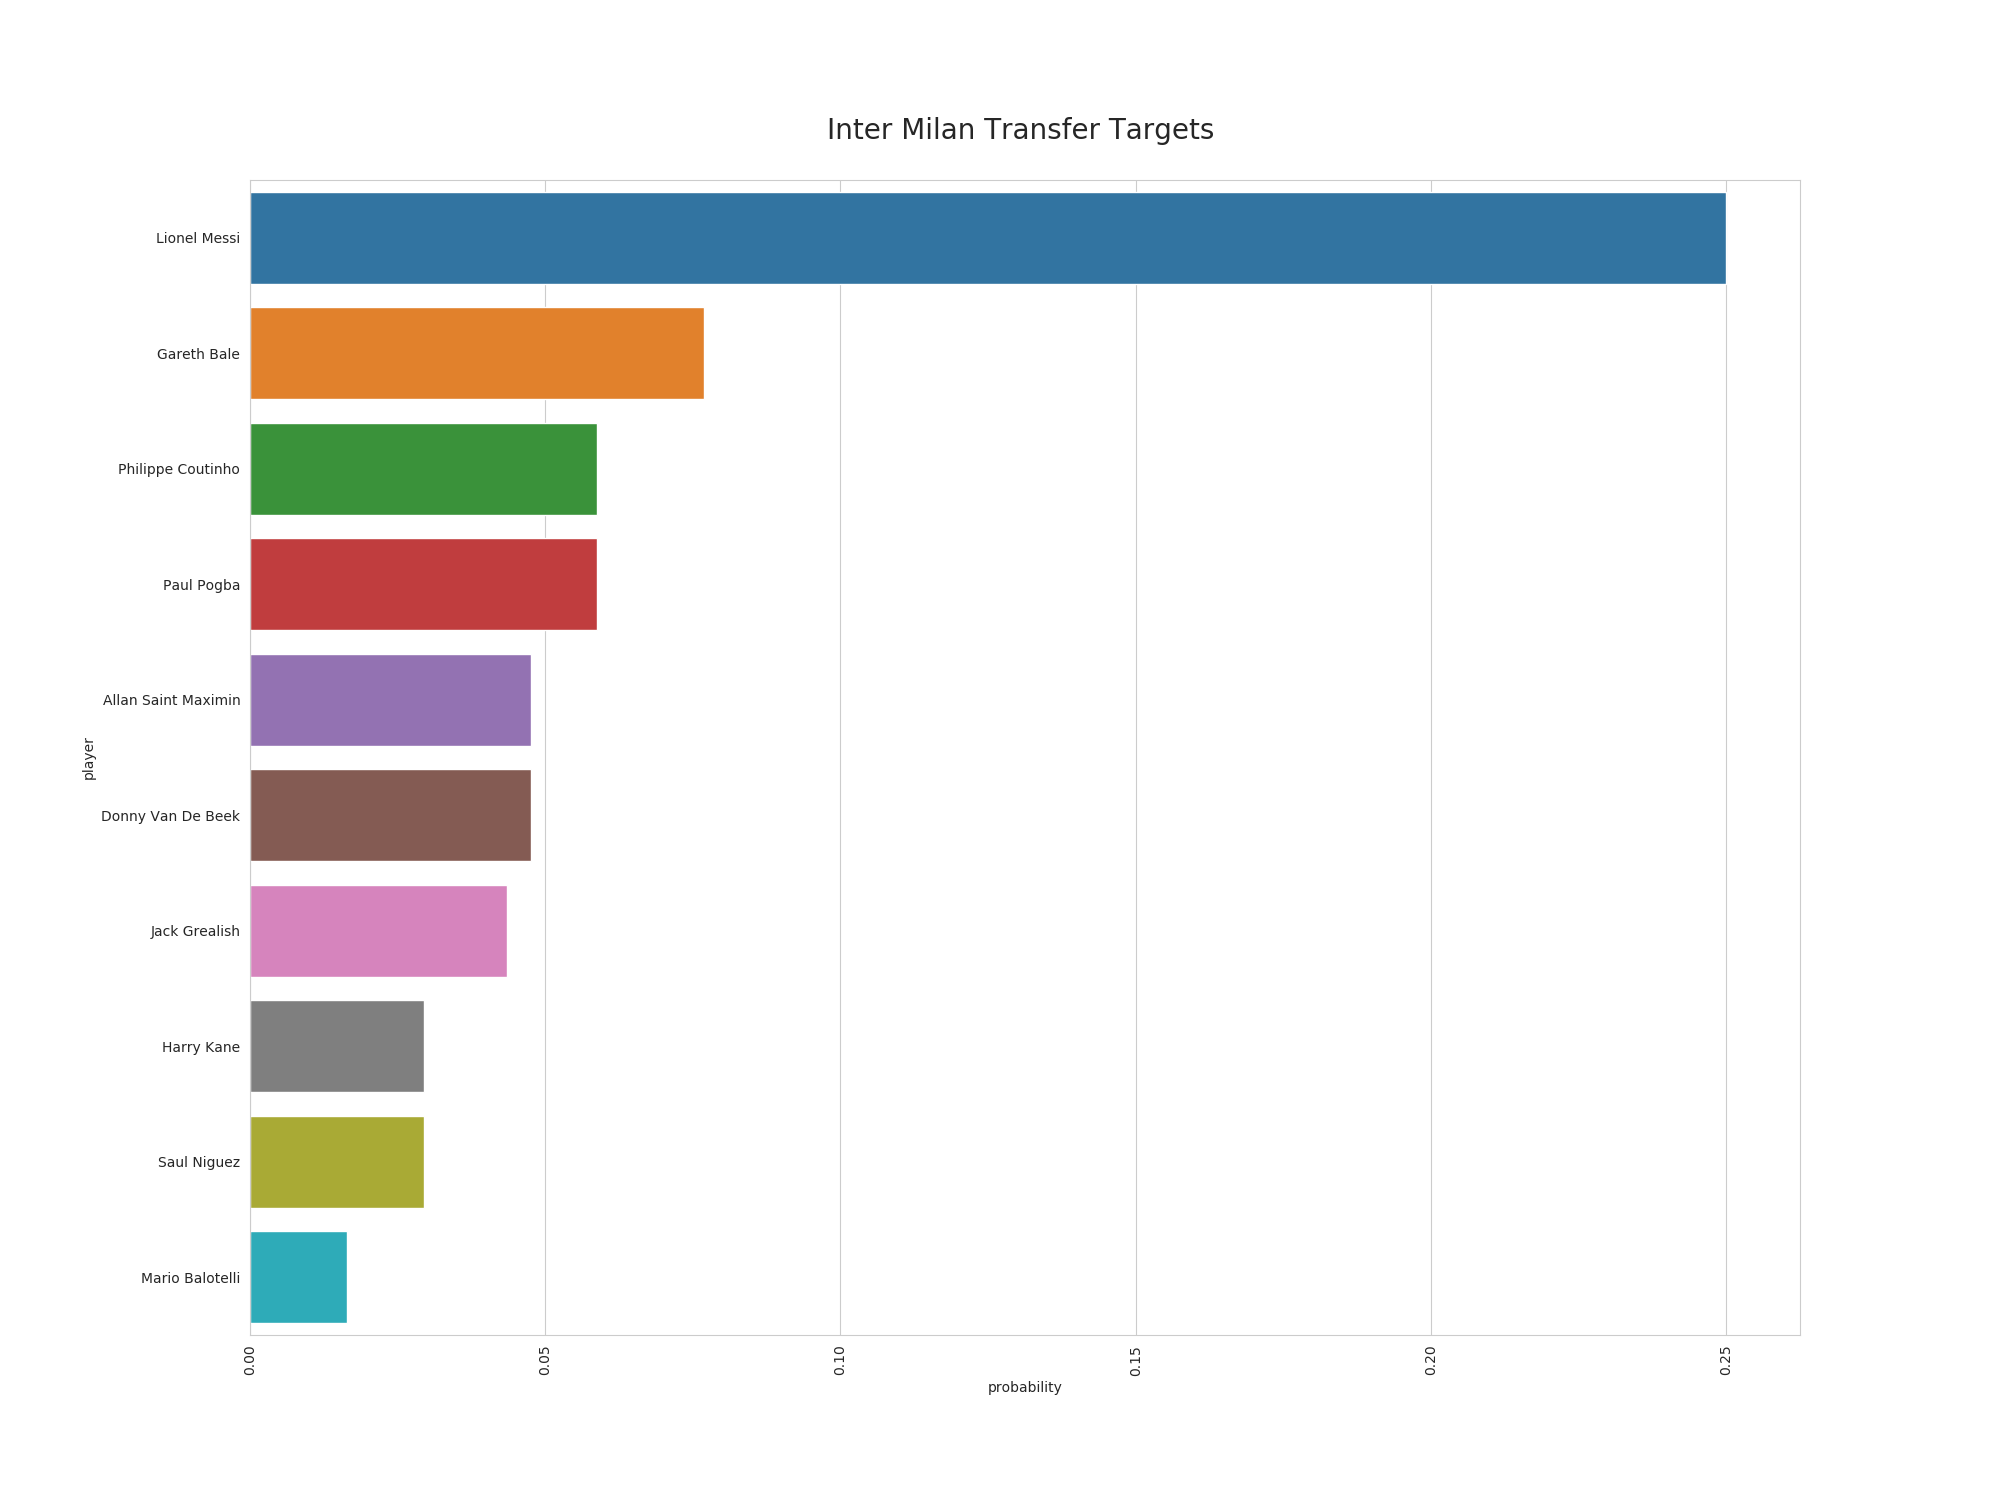 Inter Milan Transfer Targets
Lionel Messi
Gareth Bale
Philippe Coutinho
Paul Pogba
Allan Saint Maximin
player
Donny Van De Beek
Jack Grealish
Harry Kane
Saul Niguez
Mario Balotelli
0.00
0.05
0.10
0.15
0.20
0.25
probability